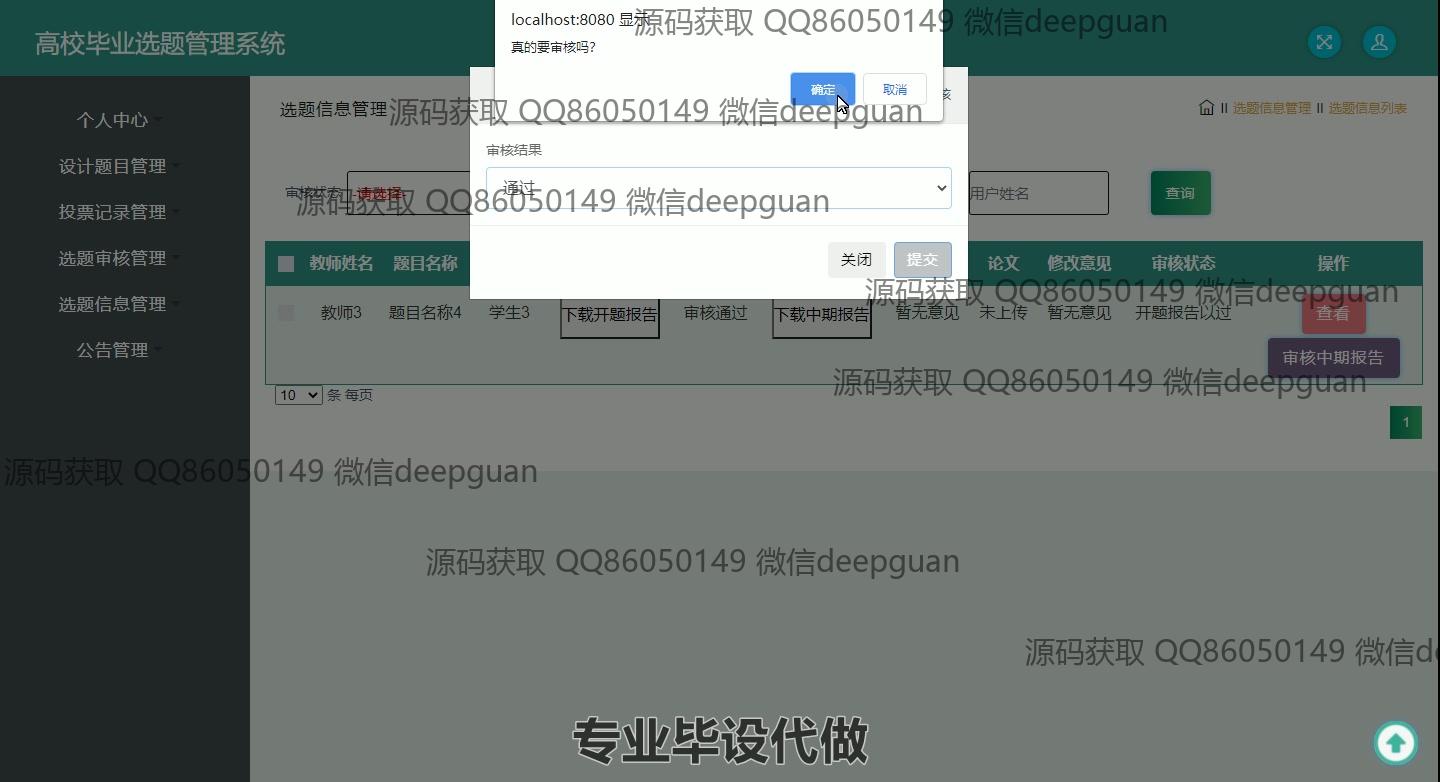 localhost:8080 显示
源码获取 QQ86050149 微信deepguan
高校毕业选题管理系统
真的要审核吗?
确定
取消
核
选题信息管理
源码获取 QQ86050149 微信deepguan
II 选题信息管理 II 选题信息列表
个人中心
设计题目管理
投票记录管理
选题审核管理
选题信息管理
公告管理
审核结果
通过
审核状态
-请选择-
源码获取 QQ86050149 微信deepguan
用户姓名
查询
关闭
提交
教师姓名 题目名称 论文 修改意见 审核状态 操作
源码获取 QQ86050149 微信deepguan
教师3 题目名称4 学生3 下载开题报告 审核通过 下载中期报告 暂无意见 未上传 暂无意见 开题报告以过 查看
审核中期报告
源码获取 QQ86050149 微信deepguan
10 条 每页
1
源码获取 QQ86050149 微信deepguan
源码获取 QQ86050149 微信deepguan
源码获取 QQ86050149 微信de
专业毕设代做